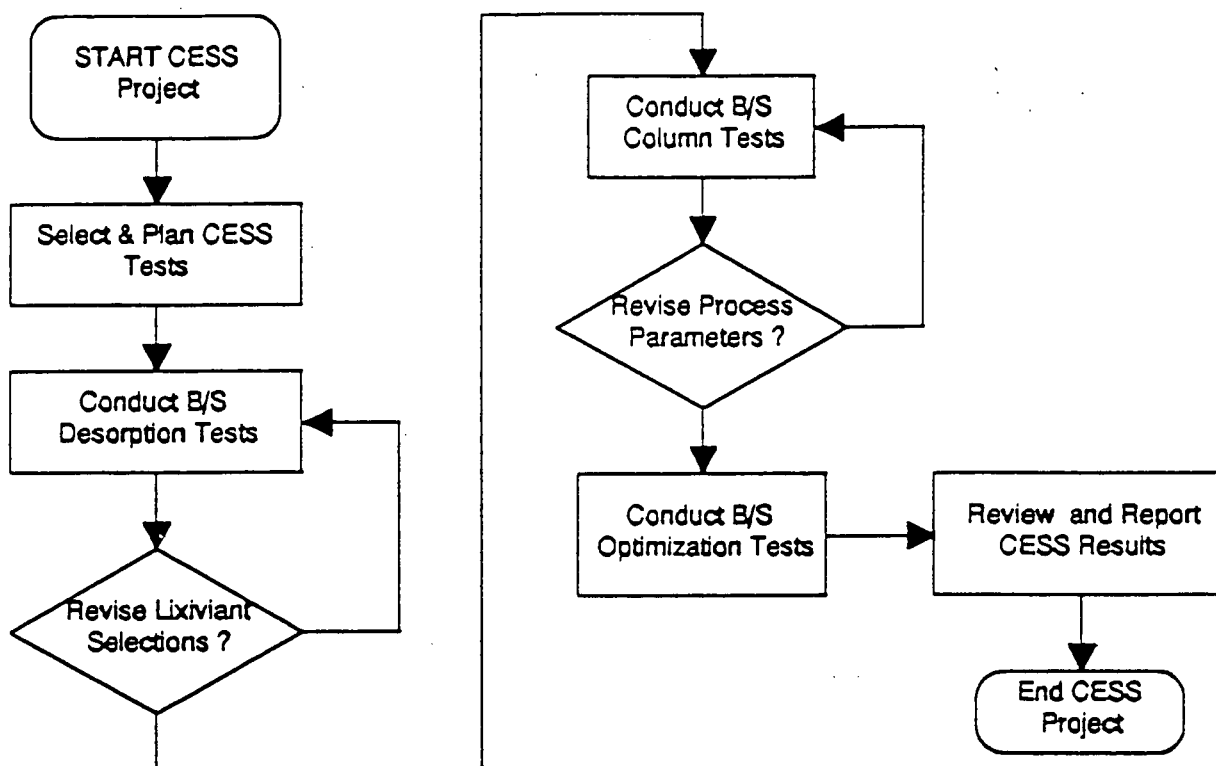 START CESS
Project
Select & Plan CESS
Tests
Conduct B/S
Desorption Tests
Revise Lixiviant
Selections ?
Conduct B/S
Column Tests
Revise Process
Parameters ?
Conduct B/S
Optimization Tests
Review and Report
CESS Results
End CESS
Project